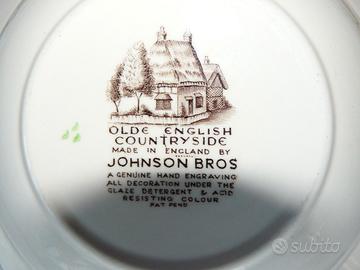 OLDE ENGLISH
COUNTRYSIDE
MADE IN ENGLAND BY
JOHNSON BROS
A GENUINE HAND ENGRAVING
ALL DECORATION UNDER THE
GLAZE DETERGENT & ACID
RESISTING COLOUR
PAT PEND
subito